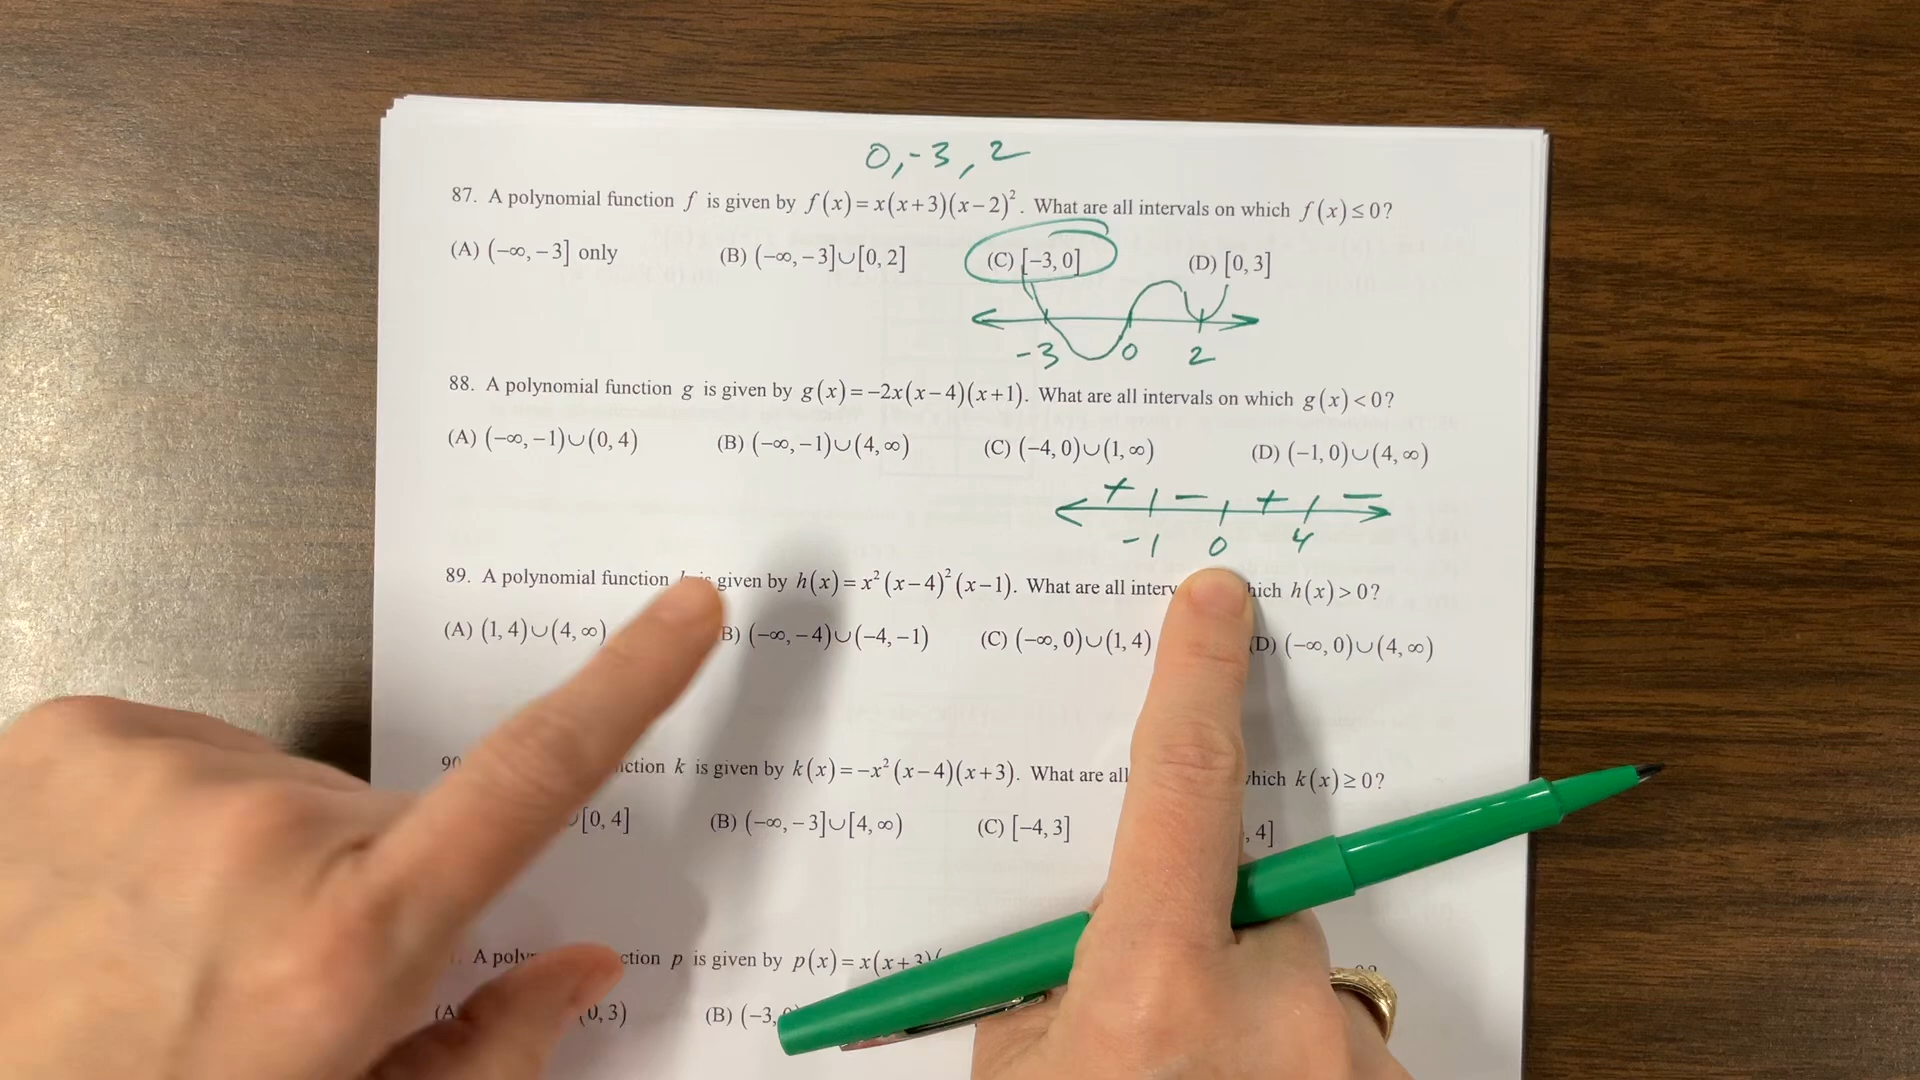 0, -3, 2
87. A polynomial function f is given by f(x)=x(x+3)(x−2)². What are all intervals on which f(x)≤0?
(A) (−∞, −3] only (B) (−∞, −3]∪[0, 2] (C) [−3, 0] (D) [0, 3]
-3 0 2
88. A polynomial function g is given by g(x)=−2x(x−4)(x+1). What are all intervals on which g(x)<0?
(A) (−∞, −1)∪(0, 4) (B) (−∞, −1)∪(4, ∞) (C) (−4, 0)∪(1, ∞) (D) (−1, 0)∪(4, ∞)
+ − + −
-1 0 4
89. A polynomial function given by h(x)=x²(x−4)²(x−1). What are all h(x)>0?
(A) (1, 4)∪(4, ∞) B) (−∞, −4)∪(−4, −1) (C) (−∞, 0)∪(1, 4) (D) (−∞, 0)∪(4, ∞)
90 k is given by k(x)=−x²(x−4)(x+3). What are all k(x)≥0?
∪[0, 4] (B) (−∞, −3]∪[4, ∞) (C) [−4, 3] , 4]
A p is given by p(x)=x(x+3)(
(A 0, 3) (B) (−3,